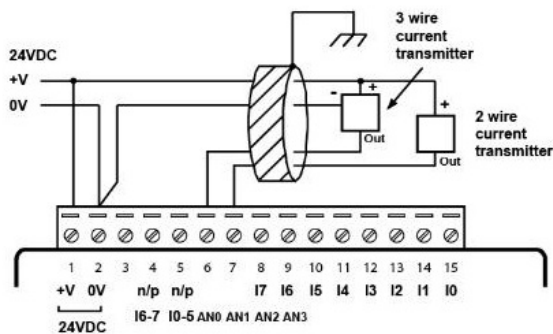 3 wire
current
transmitter
24VDC
+V
0V
- +
Out
+
Out
2 wire
current
transmitter
1 2 3 4 5 6 7 8 9 10 11 12 13 14 15
+V 0V n/p n/p I7 I6 I5 I4 I3 I2 I1 I0
24VDC I6-7 I0-5 AN0 AN1 AN2 AN3